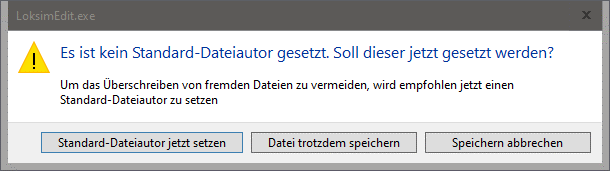 LoksimEdit.exe
Es ist kein Standard-Dateiautor gesetzt. Soll dieser jetzt gesetzt werden?
Um das Überschreiben von fremden Dateien zu vermeiden, wird empfohlen jetzt einen
Standard-Dateiautor zu setzen
Standard-Dateiautor jetzt setzen
Datei trotzdem speichern
Speichern abbrechen